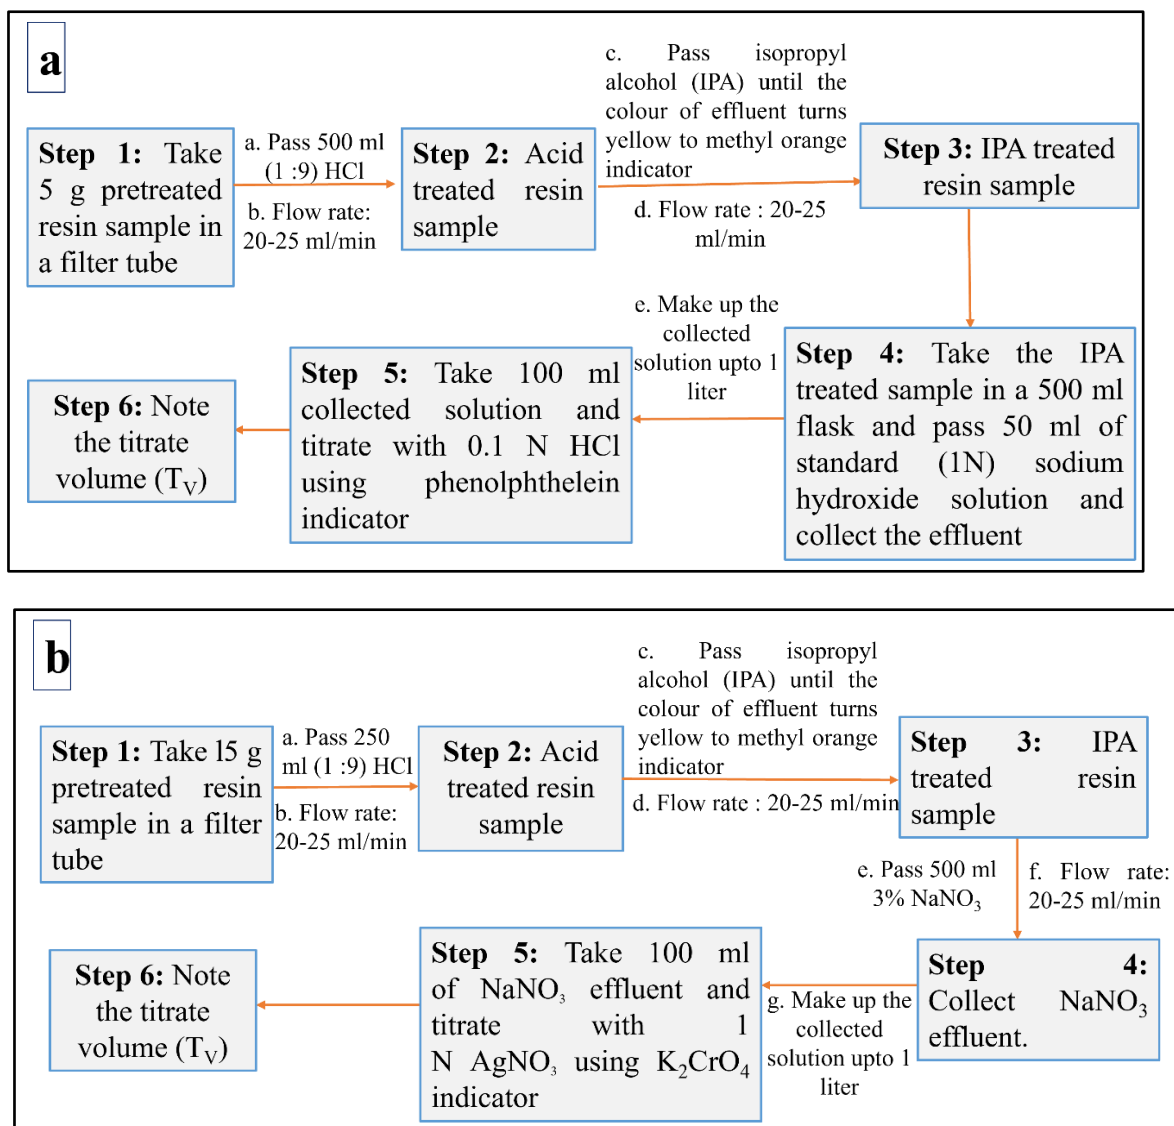 a
Step 1: Take
5 g pretreated
resin sample in
a filter tube
a. Pass 500 ml
(1 :9) HCl
b. Flow rate:
20-25 ml/min
Step 2: Acid
treated resin
sample
c. Pass isopropyl
alcohol (IPA) until the
colour of effluent turns
yellow to methyl orange
indicator
d. Flow rate : 20-25
ml/min
Step 3: IPA treated
resin sample
Step 4: Take the IPA
treated sample in a 500 ml
flask and pass 50 ml of
standard (1N) sodium
hydroxide solution and
collect the effluent
e. Make up the
collected
solution upto 1
liter
Step 5: Take 100 ml
collected solution and
titrate with 0.1 N HCl
using phenolphthelein
indicator
Step 6: Note
the titrate
volume (TV)
b
Step 1: Take l5 g
pretreated resin
sample in a filter
tube
a. Pass 250
ml (1 :9) HCl
b. Flow rate:
20-25 ml/min
Step 2: Acid
treated resin
sample
c. Pass isopropyl
alcohol (IPA) until the
colour of effluent turns
yellow to methyl orange
indicator
d. Flow rate : 20-25 ml/min
Step 3: IPA
treated resin
sample
e. Pass 500 ml
3% NaNO3
f. Flow rate:
20-25 ml/min
Step 4:
Collect NaNO3
effluent.
g. Make up the
collected
solution upto 1
liter
Step 5: Take 100 ml
of NaNO3 effluent and
titrate with 1
N AgNO3 using K2CrO4
indicator
Step 6: Note
the titrate
volume (TV)